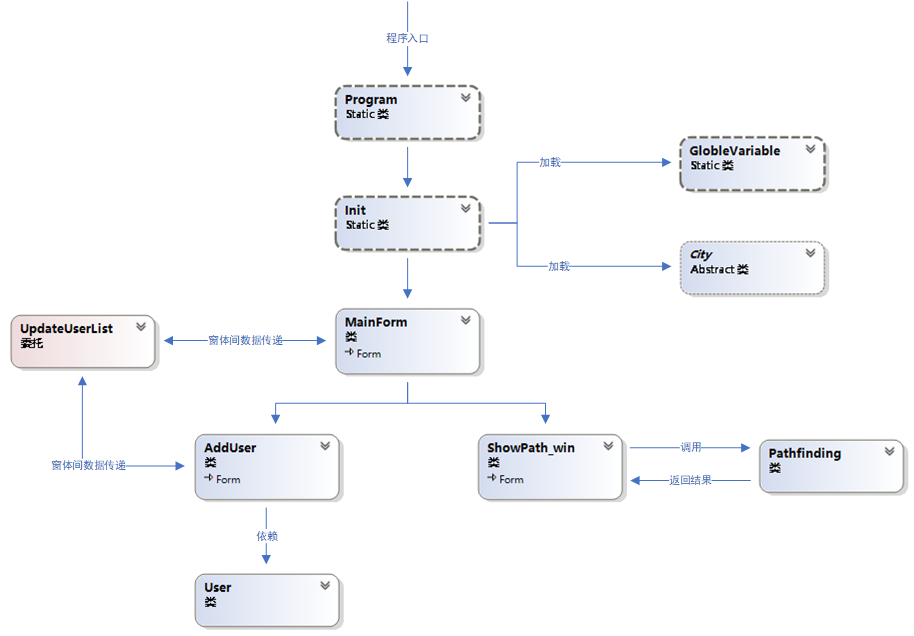 程序入口
Program
Static 类
GlobleVariable
Static 类
加载
Init
Static 类
City
Abstract 类
加载
MainForm
类
Form
UpdateUserList
委托
窗体间数据传递
AddUser
类
Form
ShowPath_win
类
Form
调用
Pathfinding
类
返回结果
窗体间数据传递
依赖
User
类